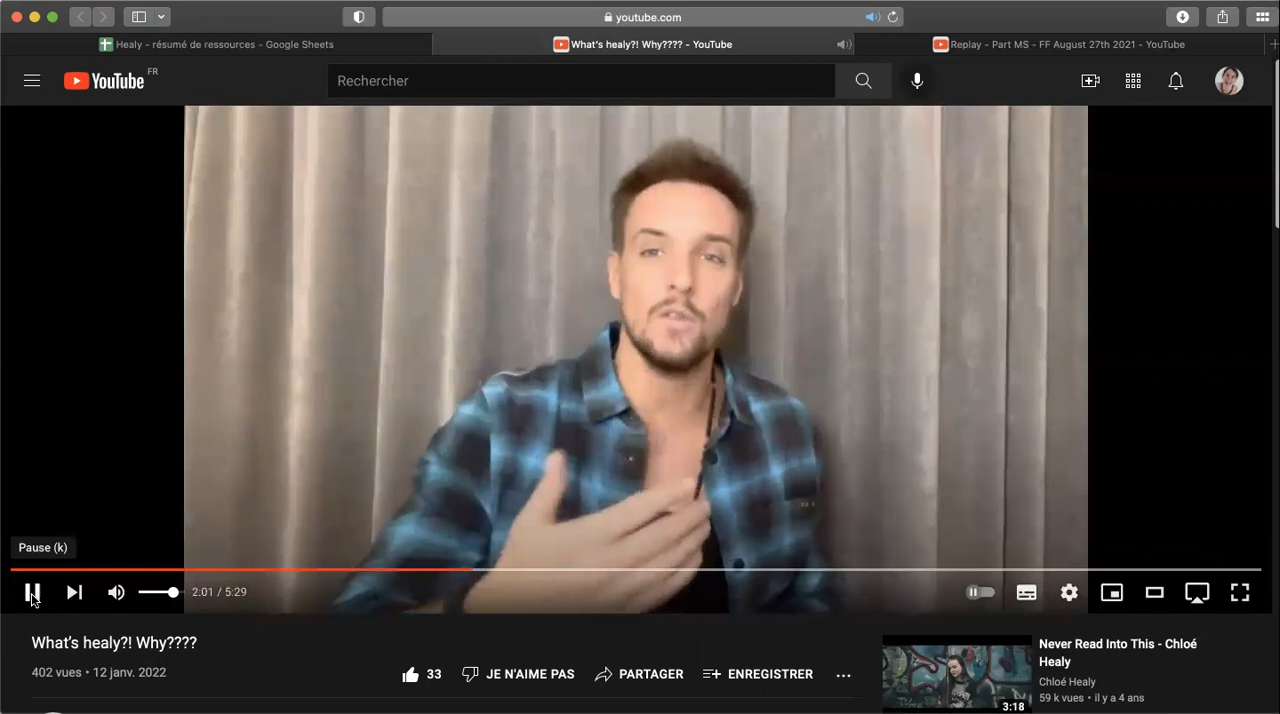 youtube.com
Healy - résumé de ressources - Google Sheets
What's healy?! Why???? - YouTube
Replay - Part MS - FF August 27th 2021 - YouTube
YouTube FR
Rechercher
Pause (k)
2:01 / 5:29
What's healy?! Why????
402 vues • 12 janv. 2022
33
JE N'AIME PAS
PARTAGER
ENREGISTRER
Never Read Into This - Chloé
Healy
Chloé Healy
59 k vues • il y a 4 ans
3:18